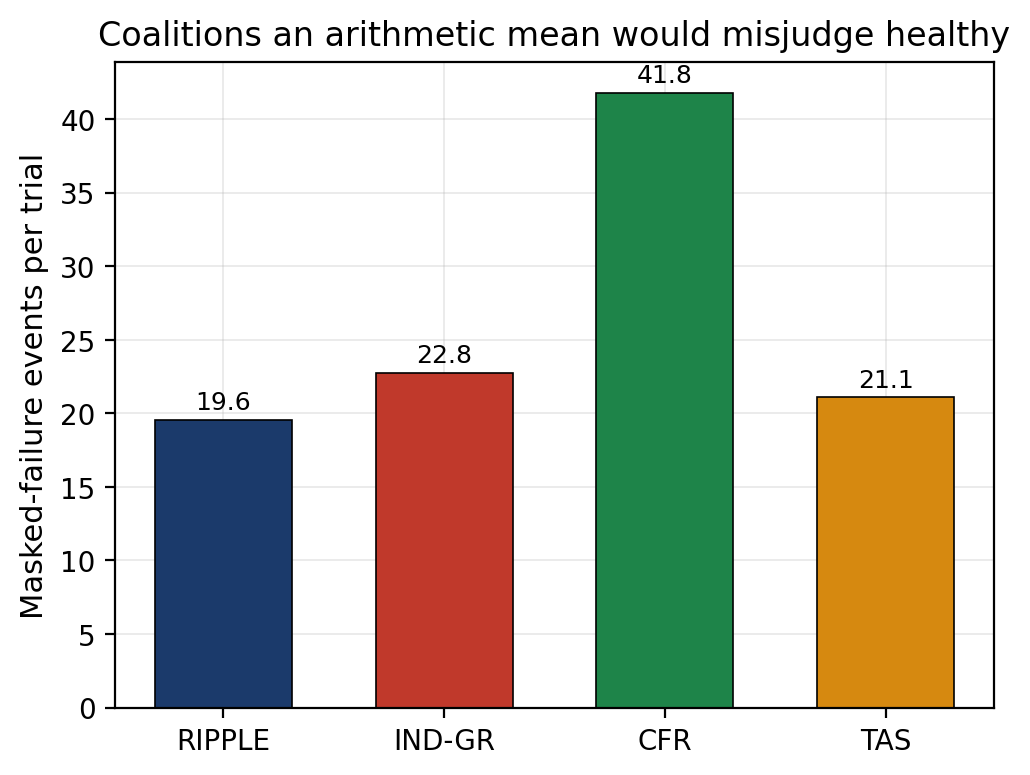 Coalitions an arithmetic mean would misjudge healthy
Masked-failure events per trial
40
35
30
25
20
15
10
5
0
19.6
22.8
41.8
21.1
RIPPLE
IND-GR
CFR
TAS